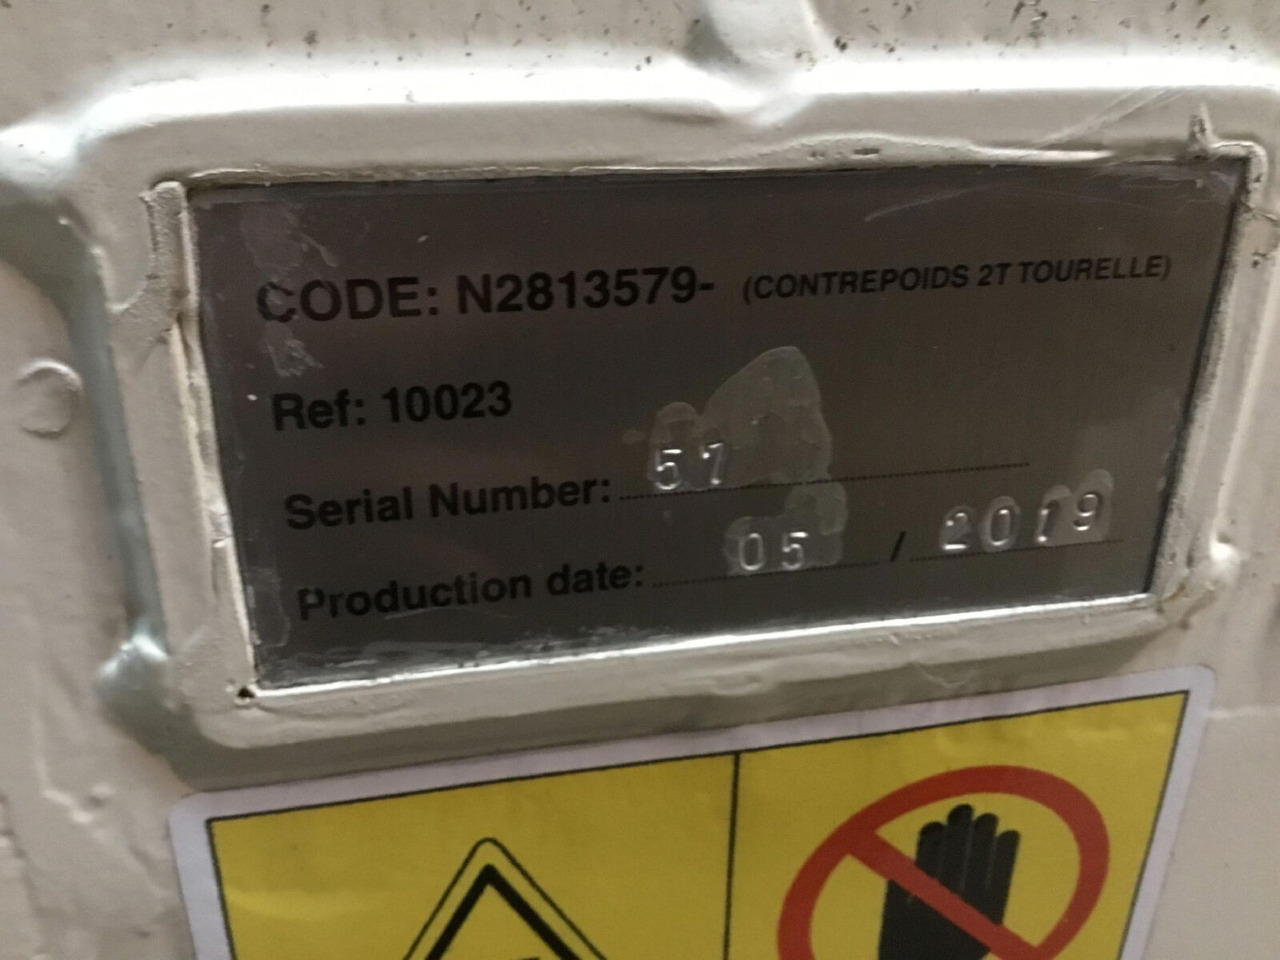 CODE: N2813579- (CONTREPOIDS 2T TOURELLE)
Ref: 10023
Serial Number: 57
Production date: 05 / 2019